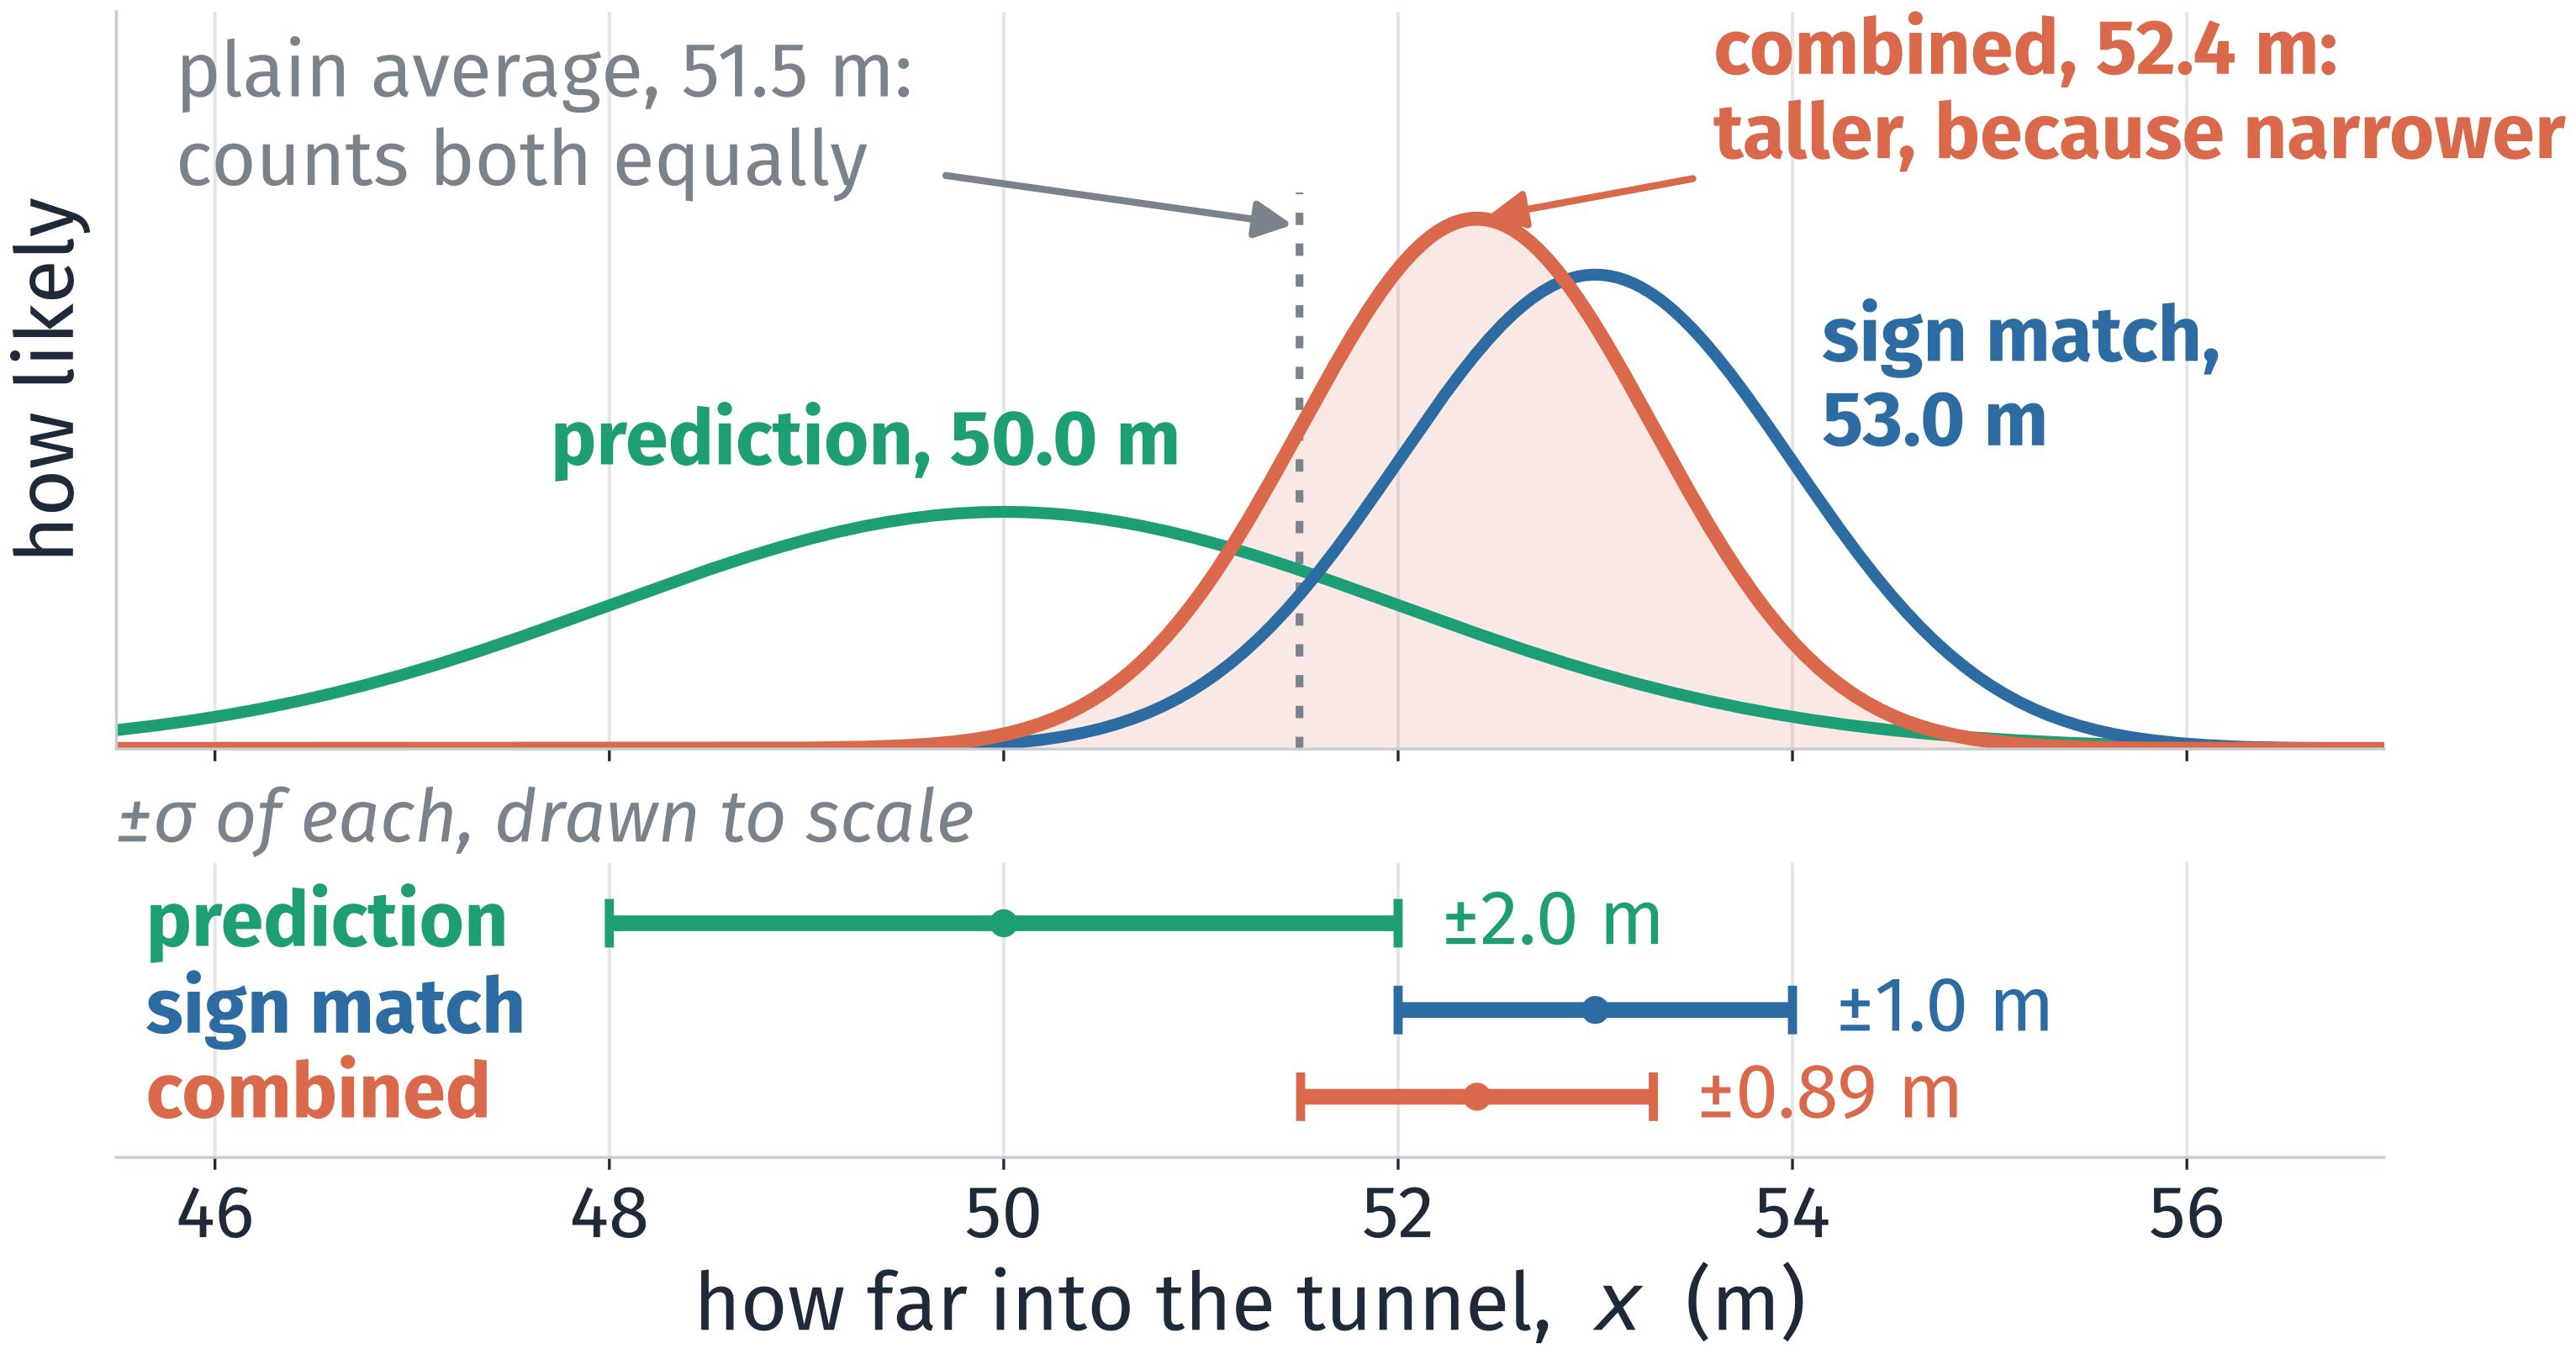 plain average, 51.5 m:
counts both equally
combined, 52.4 m:
taller, because narrower
how likely
sign match,
53.0 m
prediction, 50.0 m
±σ of each, drawn to scale
prediction
±2.0 m
sign match
±1.0 m
combined
±0.89 m
46 48 50 52 54 56
how far into the tunnel, x (m)